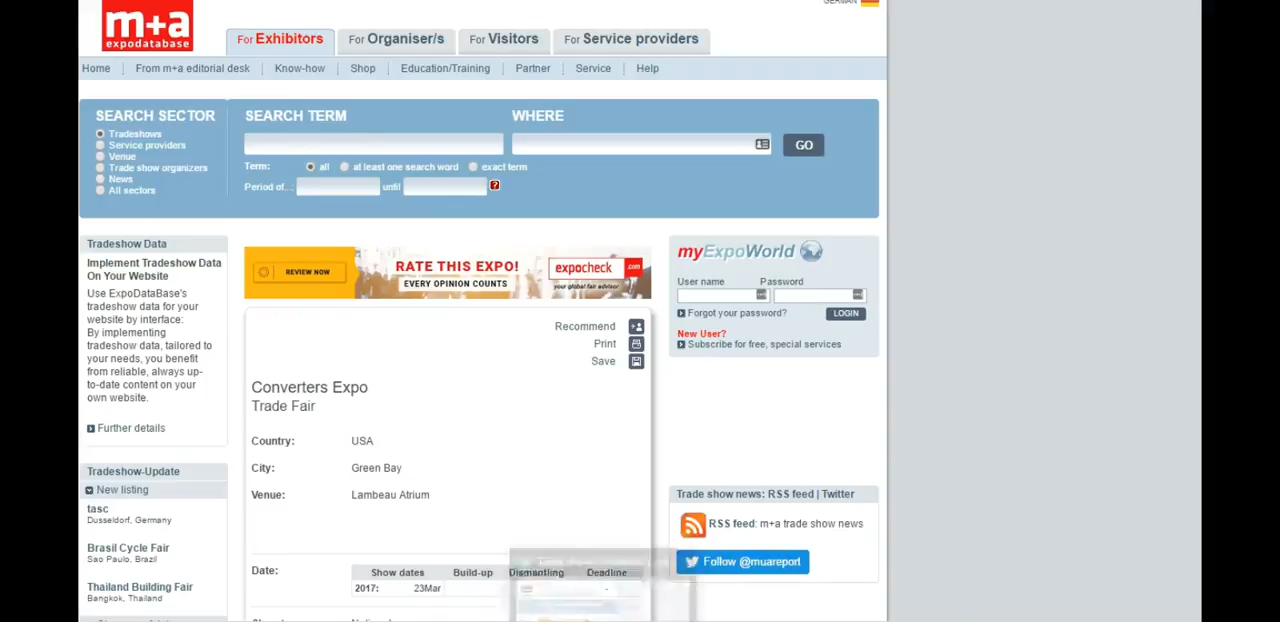 GERMAN
m+a
expodatabase
For Exhibitors
For Organiser/s
For Visitors
For Service providers
Home
From m+a editorial desk
Know-how
Shop
Education/Training
Partner
Service
Help
SEARCH SECTOR
Tradeshows
Service providers
Venue
Trade show organizers
News
All sectors
SEARCH TERM
WHERE
GO
Term: all at least one search word exact term
Period of...: until ?
Tradeshow Data
Implement Tradeshow Data
On Your Website
Use ExpoDataBase's
tradeshow data for your
website by interface:
By implementing
tradeshow data, tailored to
your needs, you benefit
from reliable, always up-
to-date content on your
own website.
Further details
Tradeshow-Update
New listing
tasc
Dusseldorf, Germany
Brasil Cycle Fair
Sao Paulo, Brazil
Thailand Building Fair
Bangkok, Thailand
REVIEW NOW
RATE THIS EXPO!
EVERY OPINION COUNTS
expocheck .com
your global fair advisor
Recommend
Print
Save
Converters Expo
Trade Fair
Country: USA
City: Green Bay
Venue: Lambeau Atrium
Date:
Show dates Build-up Dismantling Deadline
2017: 23Mar -
myExpoWorld
User name Password
Forgot your password?
LOGIN
New User?
Subscribe for free, special services
Trade show news: RSS feed | Twitter
RSS feed: m+a trade show news
Follow @muareport